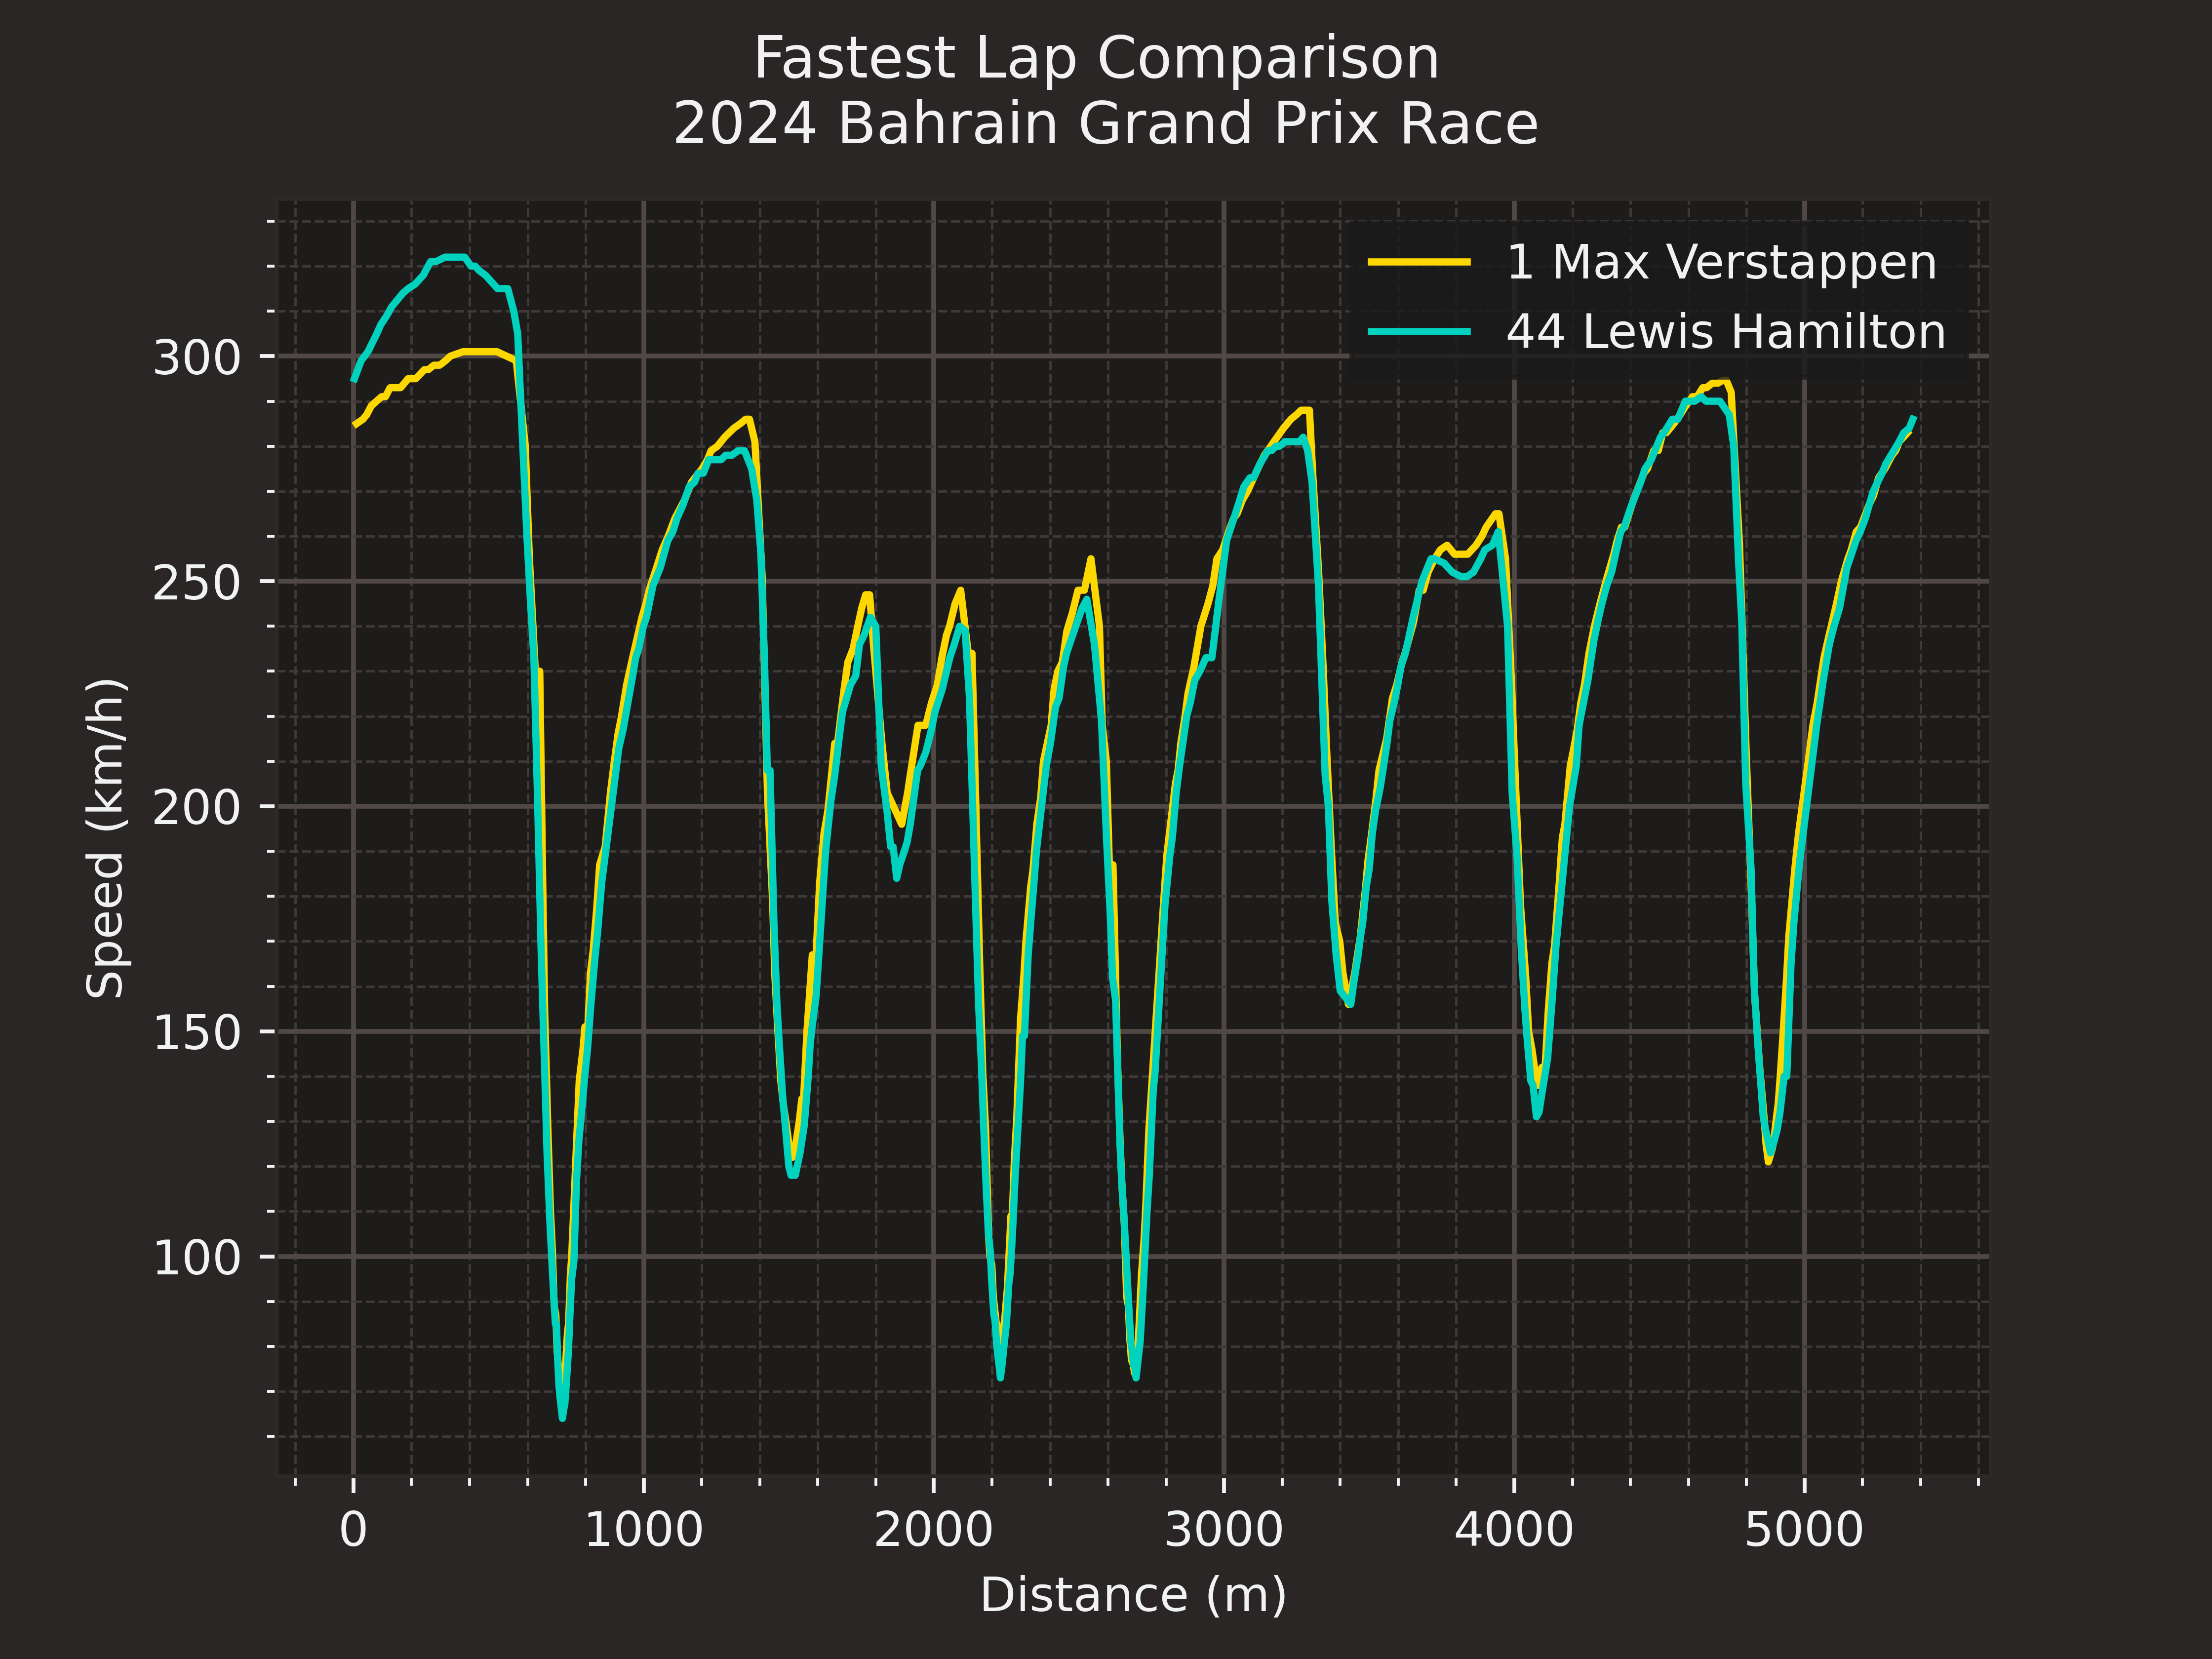 Fastest Lap Comparison
2024 Bahrain Grand Prix Race
1 Max Verstappen
44 Lewis Hamilton
Speed (km/h)
300
250
200
150
100
0 1000 2000 3000 4000 5000
Distance (m)